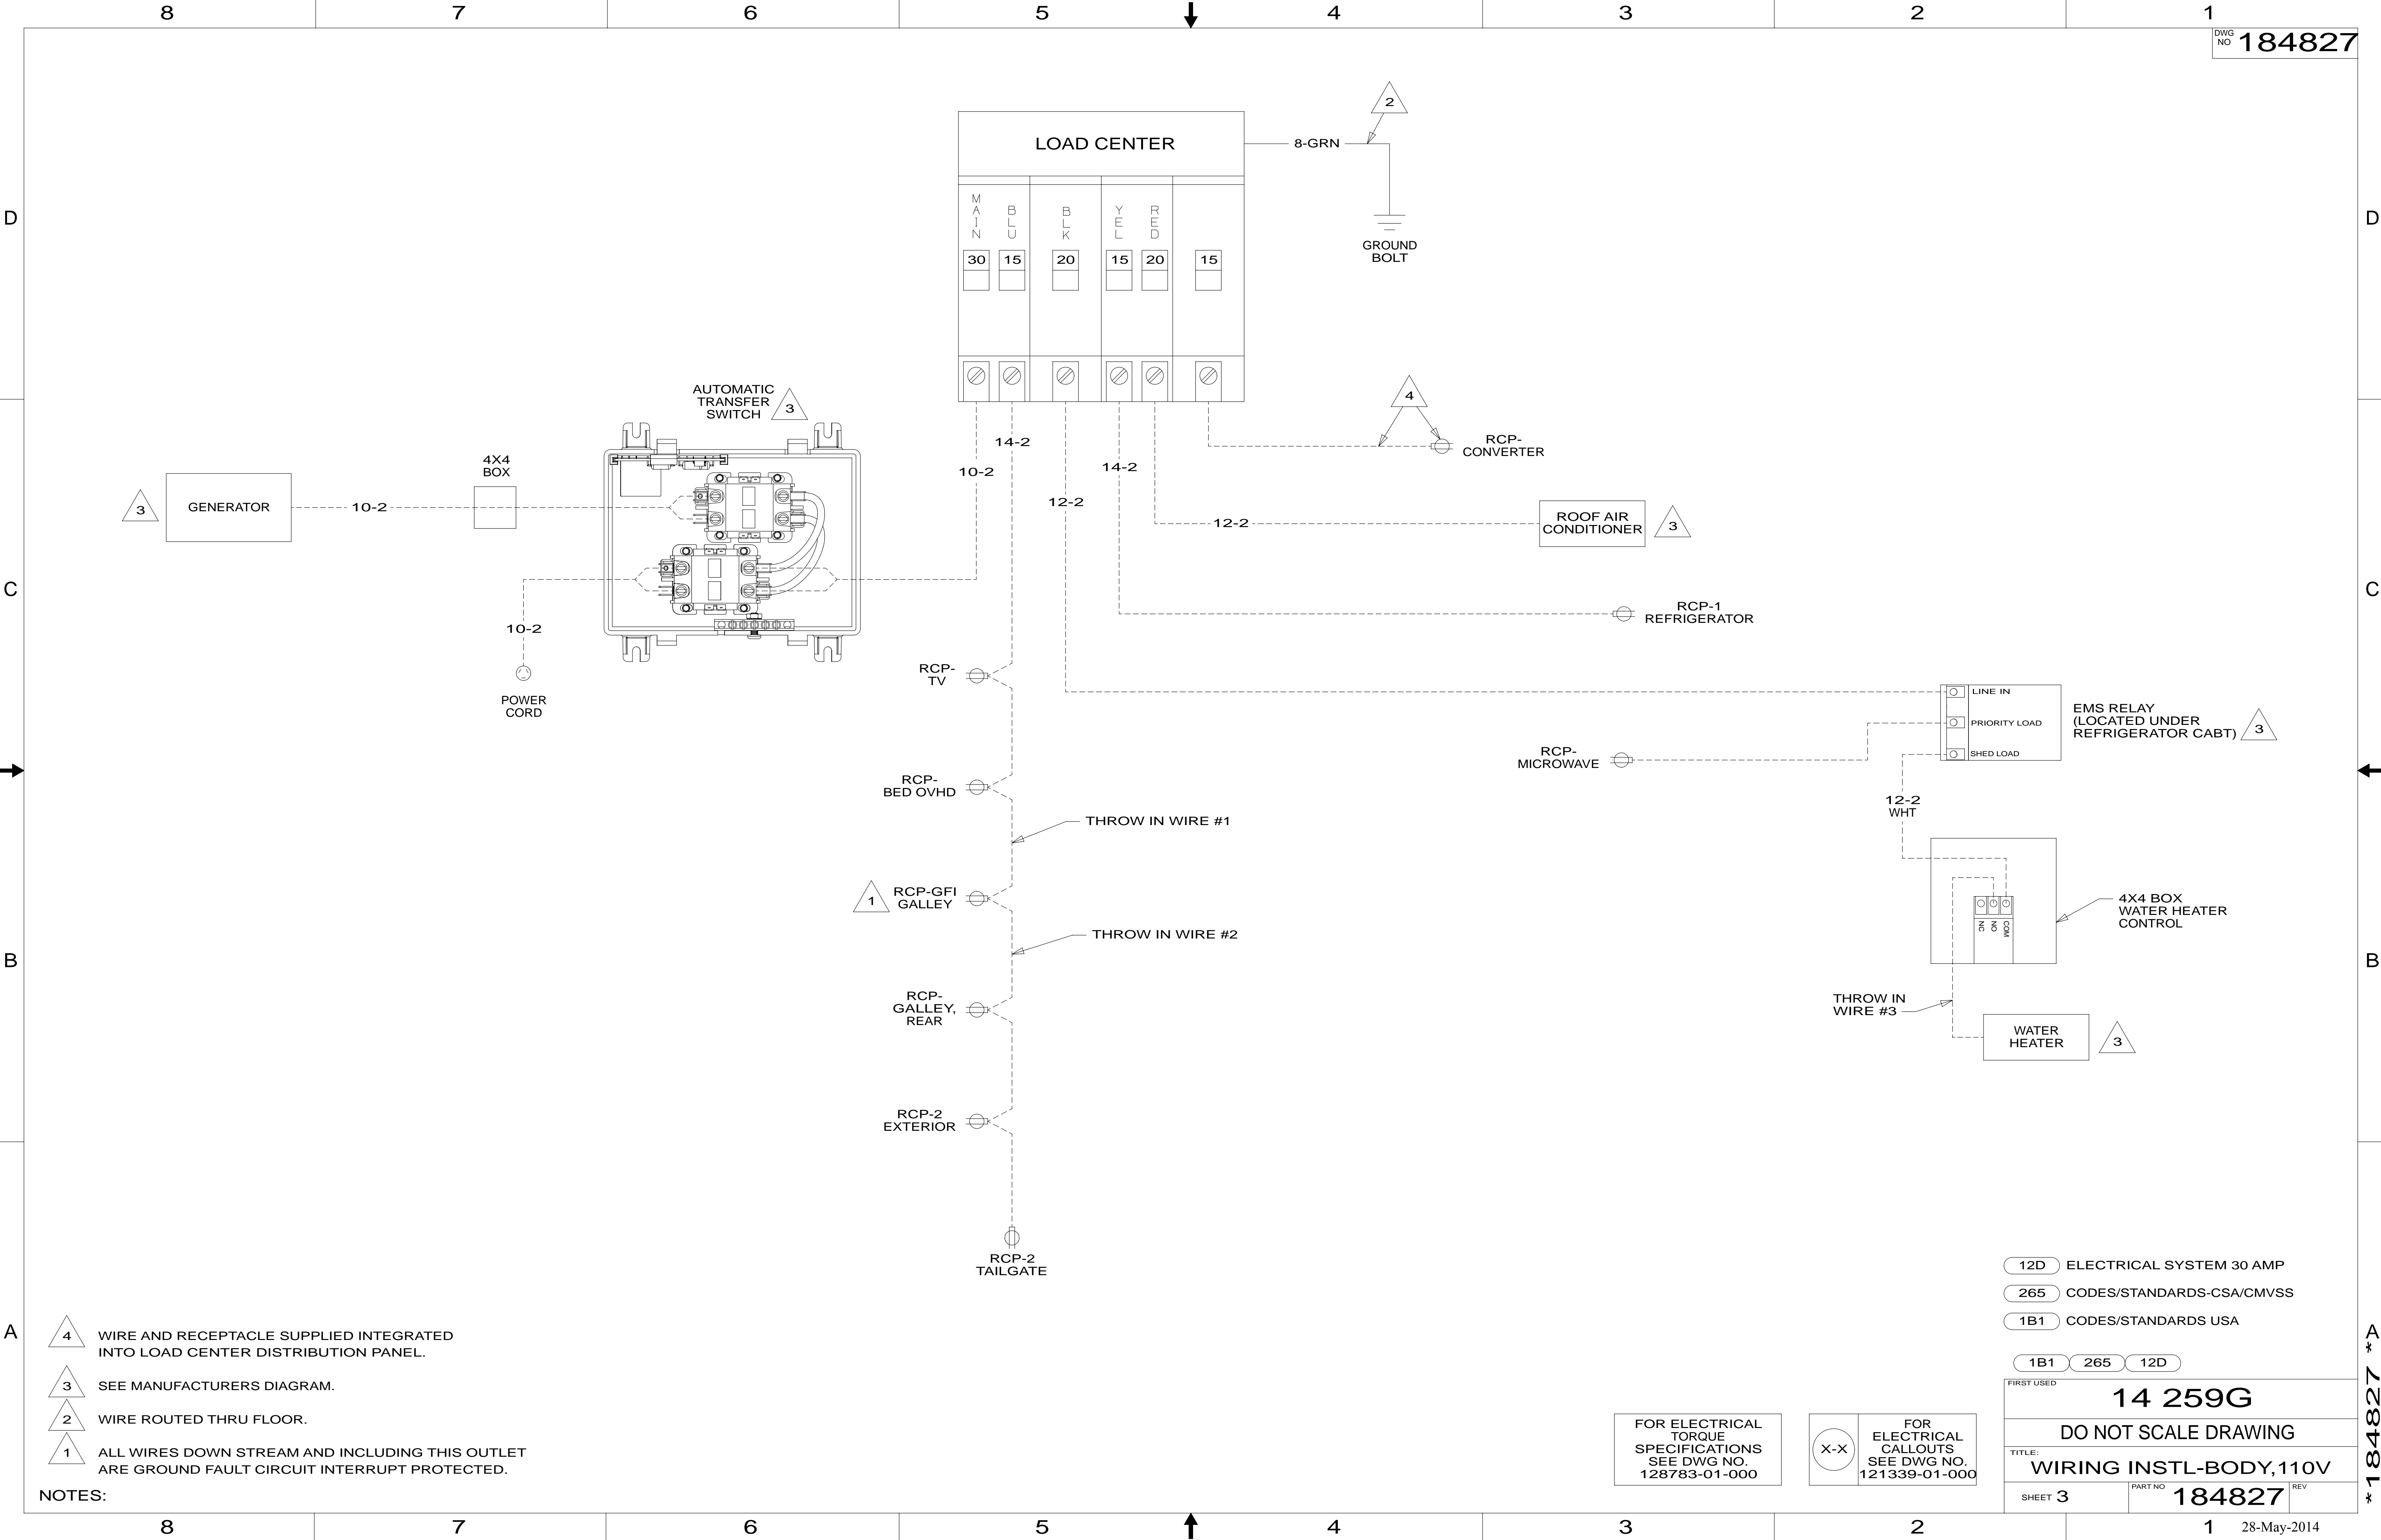 8 7 6 5 4 3 2 1
DWG
NO 184827
2
LOAD CENTER
8-GRN
D
D
MAIN
BLU
BLK
YEL
RED
30
15
20
15
20
15
GROUND
BOLT
AUTOMATIC
TRANSFER
SWITCH
3
4
14-2
10-2
14-2
12-2
RCP-
CONVERTER
4X4
BOX
3
GENERATOR
10-2
12-2
ROOF AIR
CONDITIONER
3
C
C
10-2
POWER
CORD
RCP-1
REFRIGERATOR
RCP-
TV
LINE IN
PRIORITY LOAD
SHED LOAD
EMS RELAY
(LOCATED UNDER
REFRIGERATOR CABT)
3
RCP-
MICROWAVE
RCP-
BED OVHD
12-2
WHT
THROW IN WIRE #1
1
RCP-GFI
GALLEY
THROW IN WIRE #2
NC
NO
COM
4X4 BOX
WATER HEATER
CONTROL
B
B
RCP-
GALLEY,
REAR
THROW IN
WIRE #3
WATER
HEATER
3
RCP-2
EXTERIOR
RCP-2
TAILGATE
12D ELECTRICAL SYSTEM 30 AMP
265 CODES/STANDARDS-CSA/CMVSS
1B1 CODES/STANDARDS USA
1B1 265 12D
A
A
4 WIRE AND RECEPTACLE SUPPLIED INTEGRATED
INTO LOAD CENTER DISTRIBUTION PANEL.
3 SEE MANUFACTURERS DIAGRAM.
2 WIRE ROUTED THRU FLOOR.
1 ALL WIRES DOWN STREAM AND INCLUDING THIS OUTLET
ARE GROUND FAULT CIRCUIT INTERRUPT PROTECTED.
NOTES:
FOR ELECTRICAL
TORQUE
SPECIFICATIONS
SEE DWG NO.
128783-01-000
X-X
FOR
ELECTRICAL
CALLOUTS
SEE DWG NO.
121339-01-000
FIRST USED
14 259G
DO NOT SCALE DRAWING
TITLE:
WIRING INSTL-BODY,110V
SHEET 3
PART NO 184827
REV
*184827*
8 7 6 5 4 3 2 1
28-May-2014